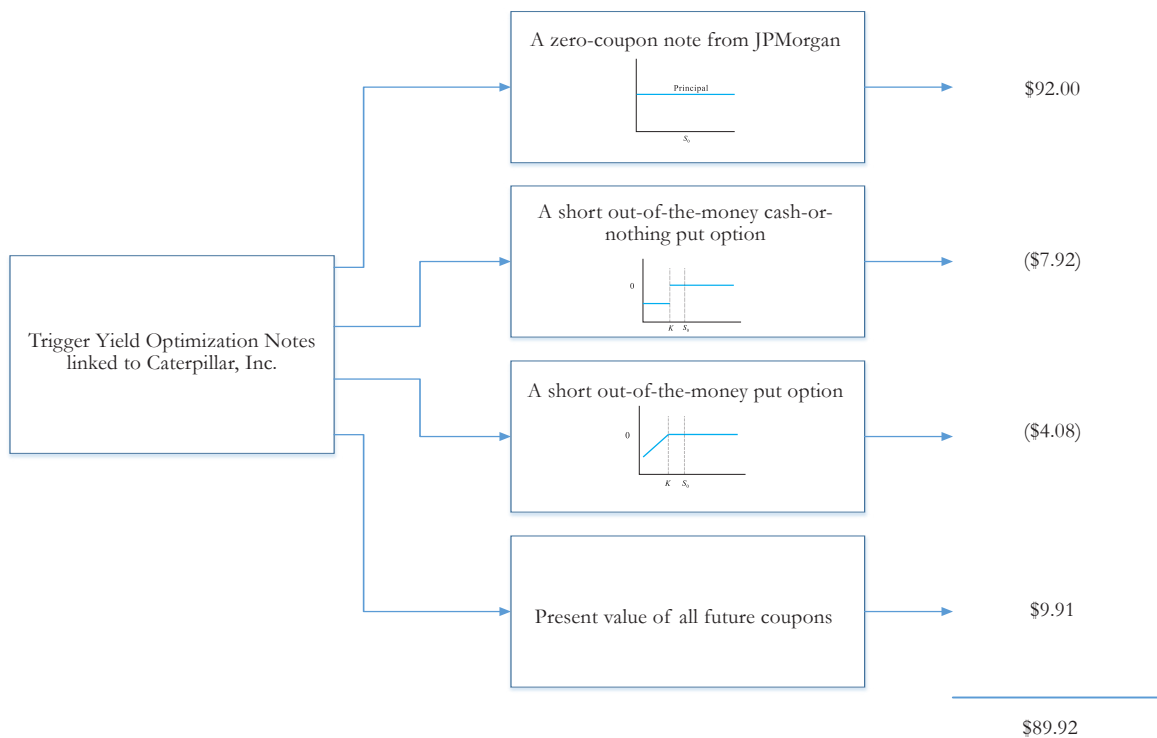 A zero-coupon note from JPMorgan
Principal
S0
$92.00
A short out-of-the-money cash-or-
nothing put option
0
K S0
($7.92)
Trigger Yield Optimization Notes
linked to Caterpillar, Inc.
A short out-of-the-money put option
0
K S0
($4.08)
Present value of all future coupons
$9.91
$89.92